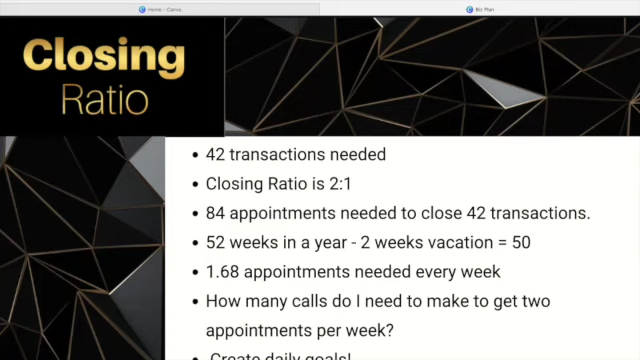 Home - Canva
Biz Plan
Closing
Ratio
• 42 transactions needed
• Closing Ratio is 2:1
• 84 appointments needed to close 42 transactions.
• 52 weeks in a year - 2 weeks vacation = 50
• 1.68 appointments needed every week
• How many calls do I need to make to get two
appointments per week?
• Create daily goals!